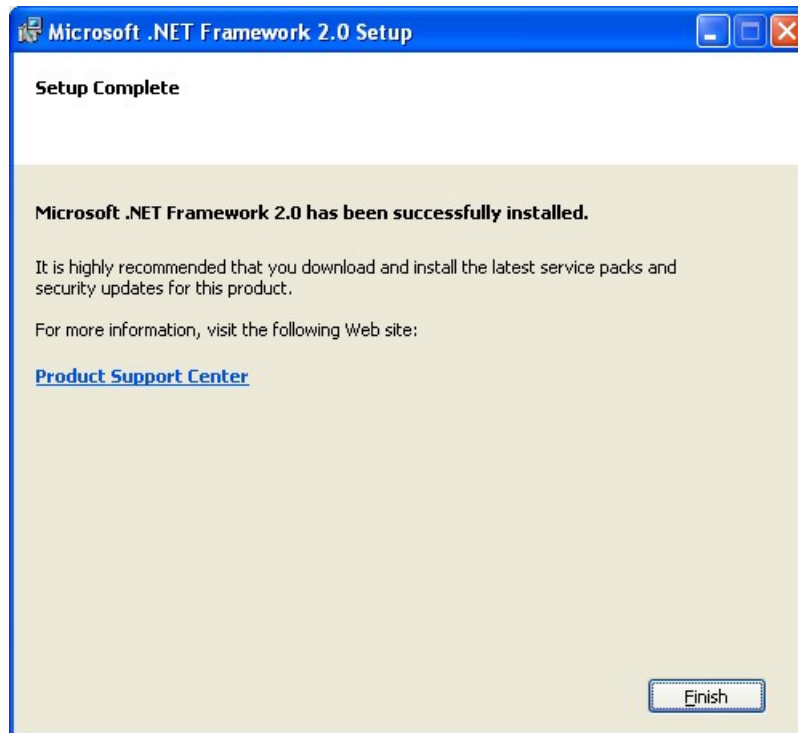 Microsoft .NET Framework 2.0 Setup
Setup Complete
Microsoft .NET Framework 2.0 has been successfully installed.
It is highly recommended that you download and install the latest service packs and
security updates for this product.
For more information, visit the following Web site:
Product Support Center
Finish